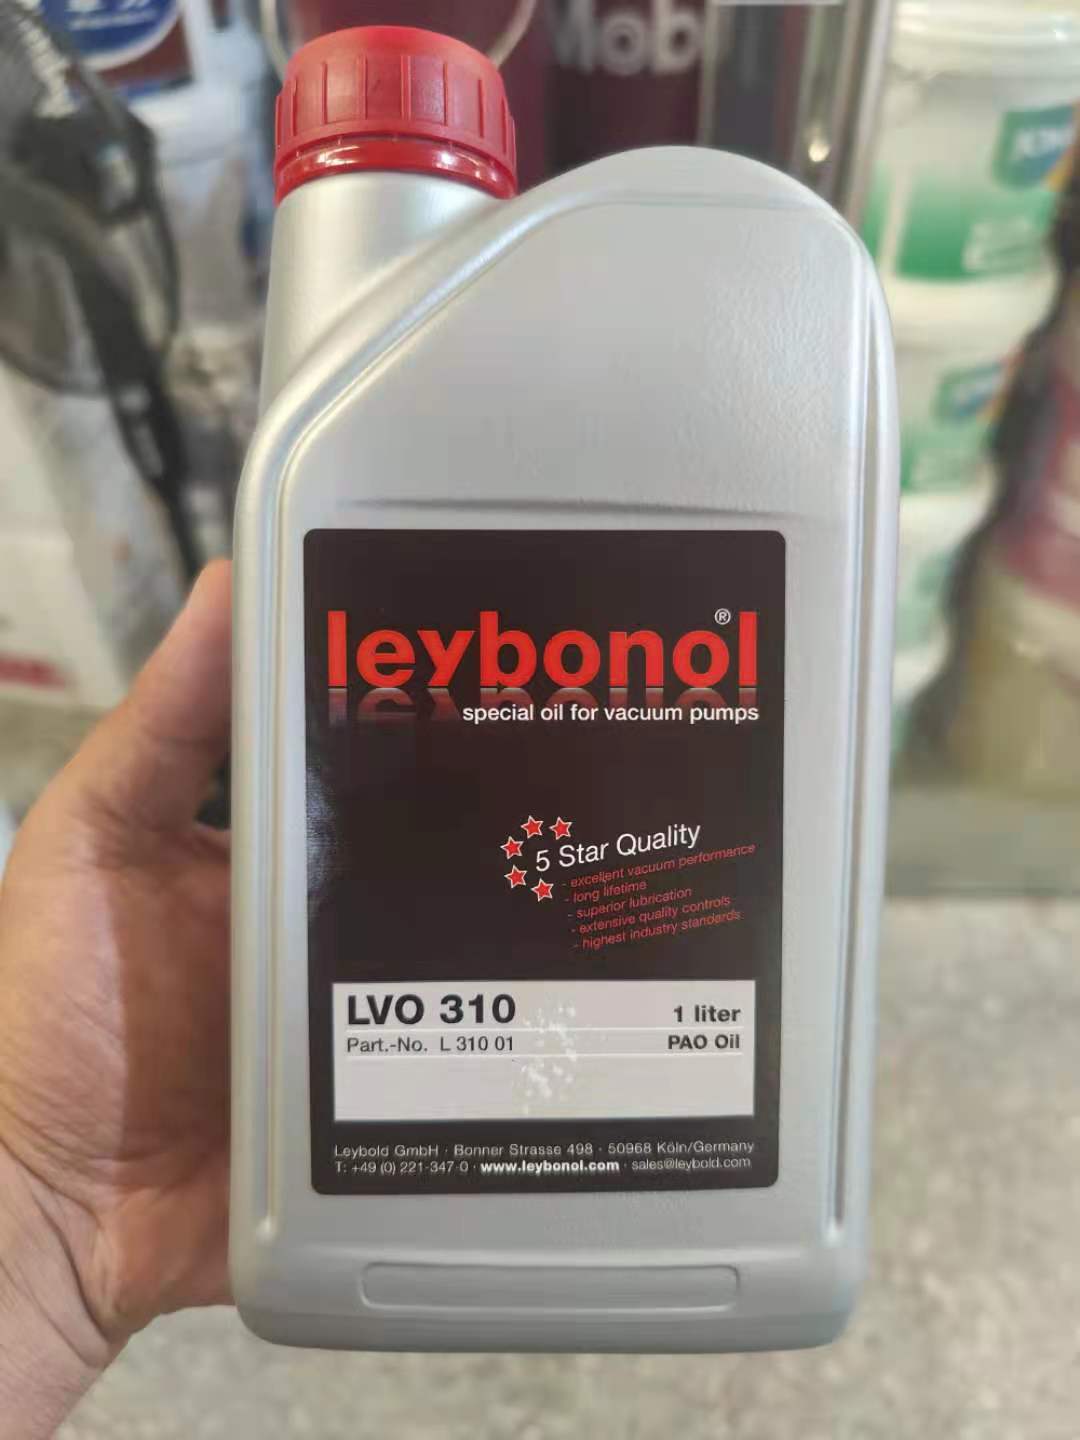 Mob
leybonol®
special oil for vacuum pumps
5 Star Quality
- excellent vacuum performance
- long lifetime
- superior lubrication
- extensive quality controls
- highest industry standards
LVO 310
1 liter
Part.-No. L 310 01
PAO Oil
Leybold GmbH · Bonner Strasse 498 · 50968 Köln/Germany
T: +49 (0) 221-347-0 · www.leybonol.com · sales@leybold.com